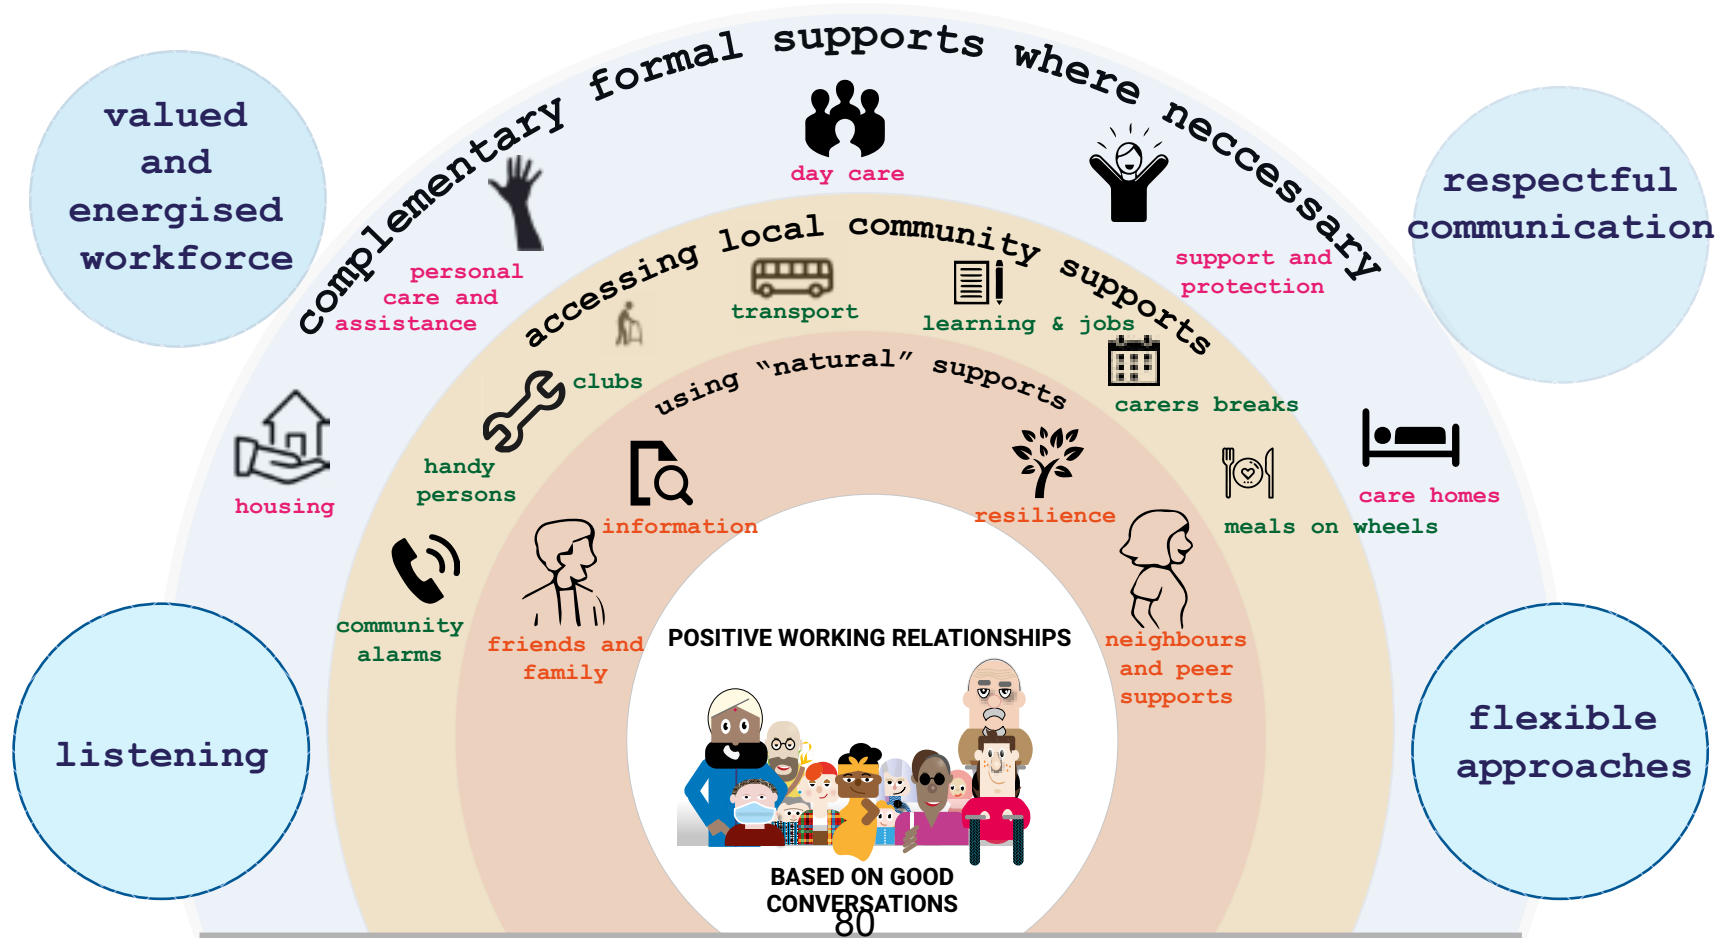 complementary formal supports where neccessary
valued
and
energised
workforce
respectful
communication
day care
personal
care and
assistance
support and
protection
housing
care homes
accessing local community supports
transport
learning & jobs
clubs
carers breaks
handy
persons
meals on wheels
community
alarms
using “natural” supports
information
resilience
friends and
family
neighbours
and peer
supports
listening
flexible
approaches
POSITIVE WORKING RELATIONSHIPS
BASED ON GOOD
CONVERSATIONS
80